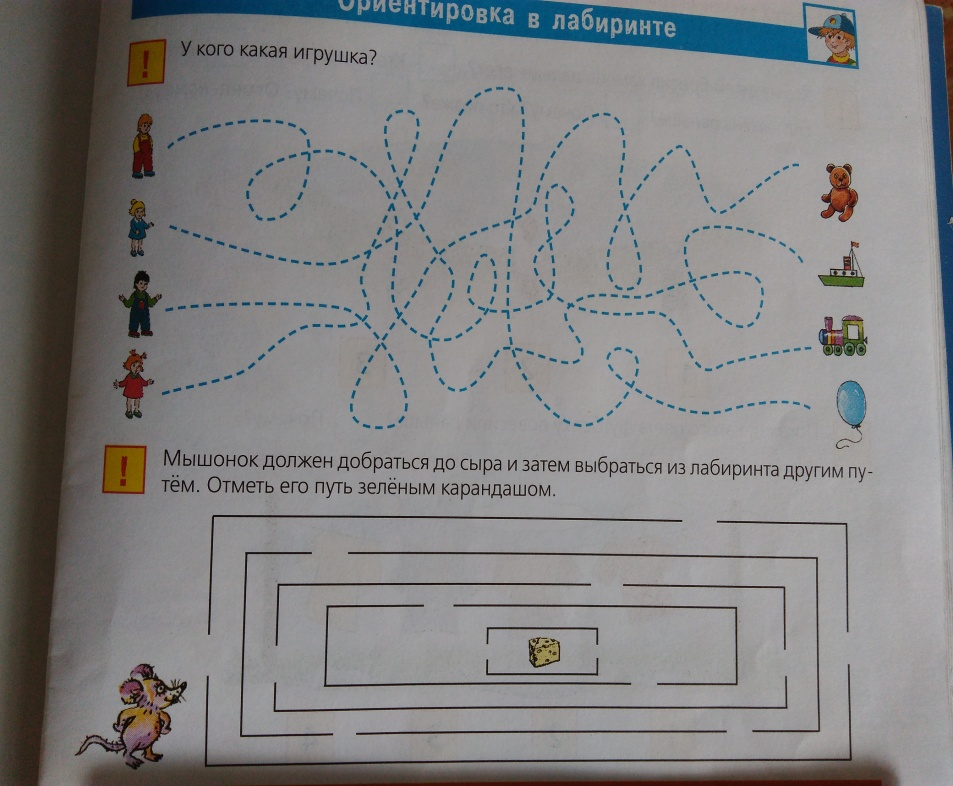 Ориентировка в лабиринте
! У кого какая игрушка?
! Мышонок должен добраться до сыра и затем выбраться из лабиринта другим пу-
тём. Отметь его путь зелёным карандашом.